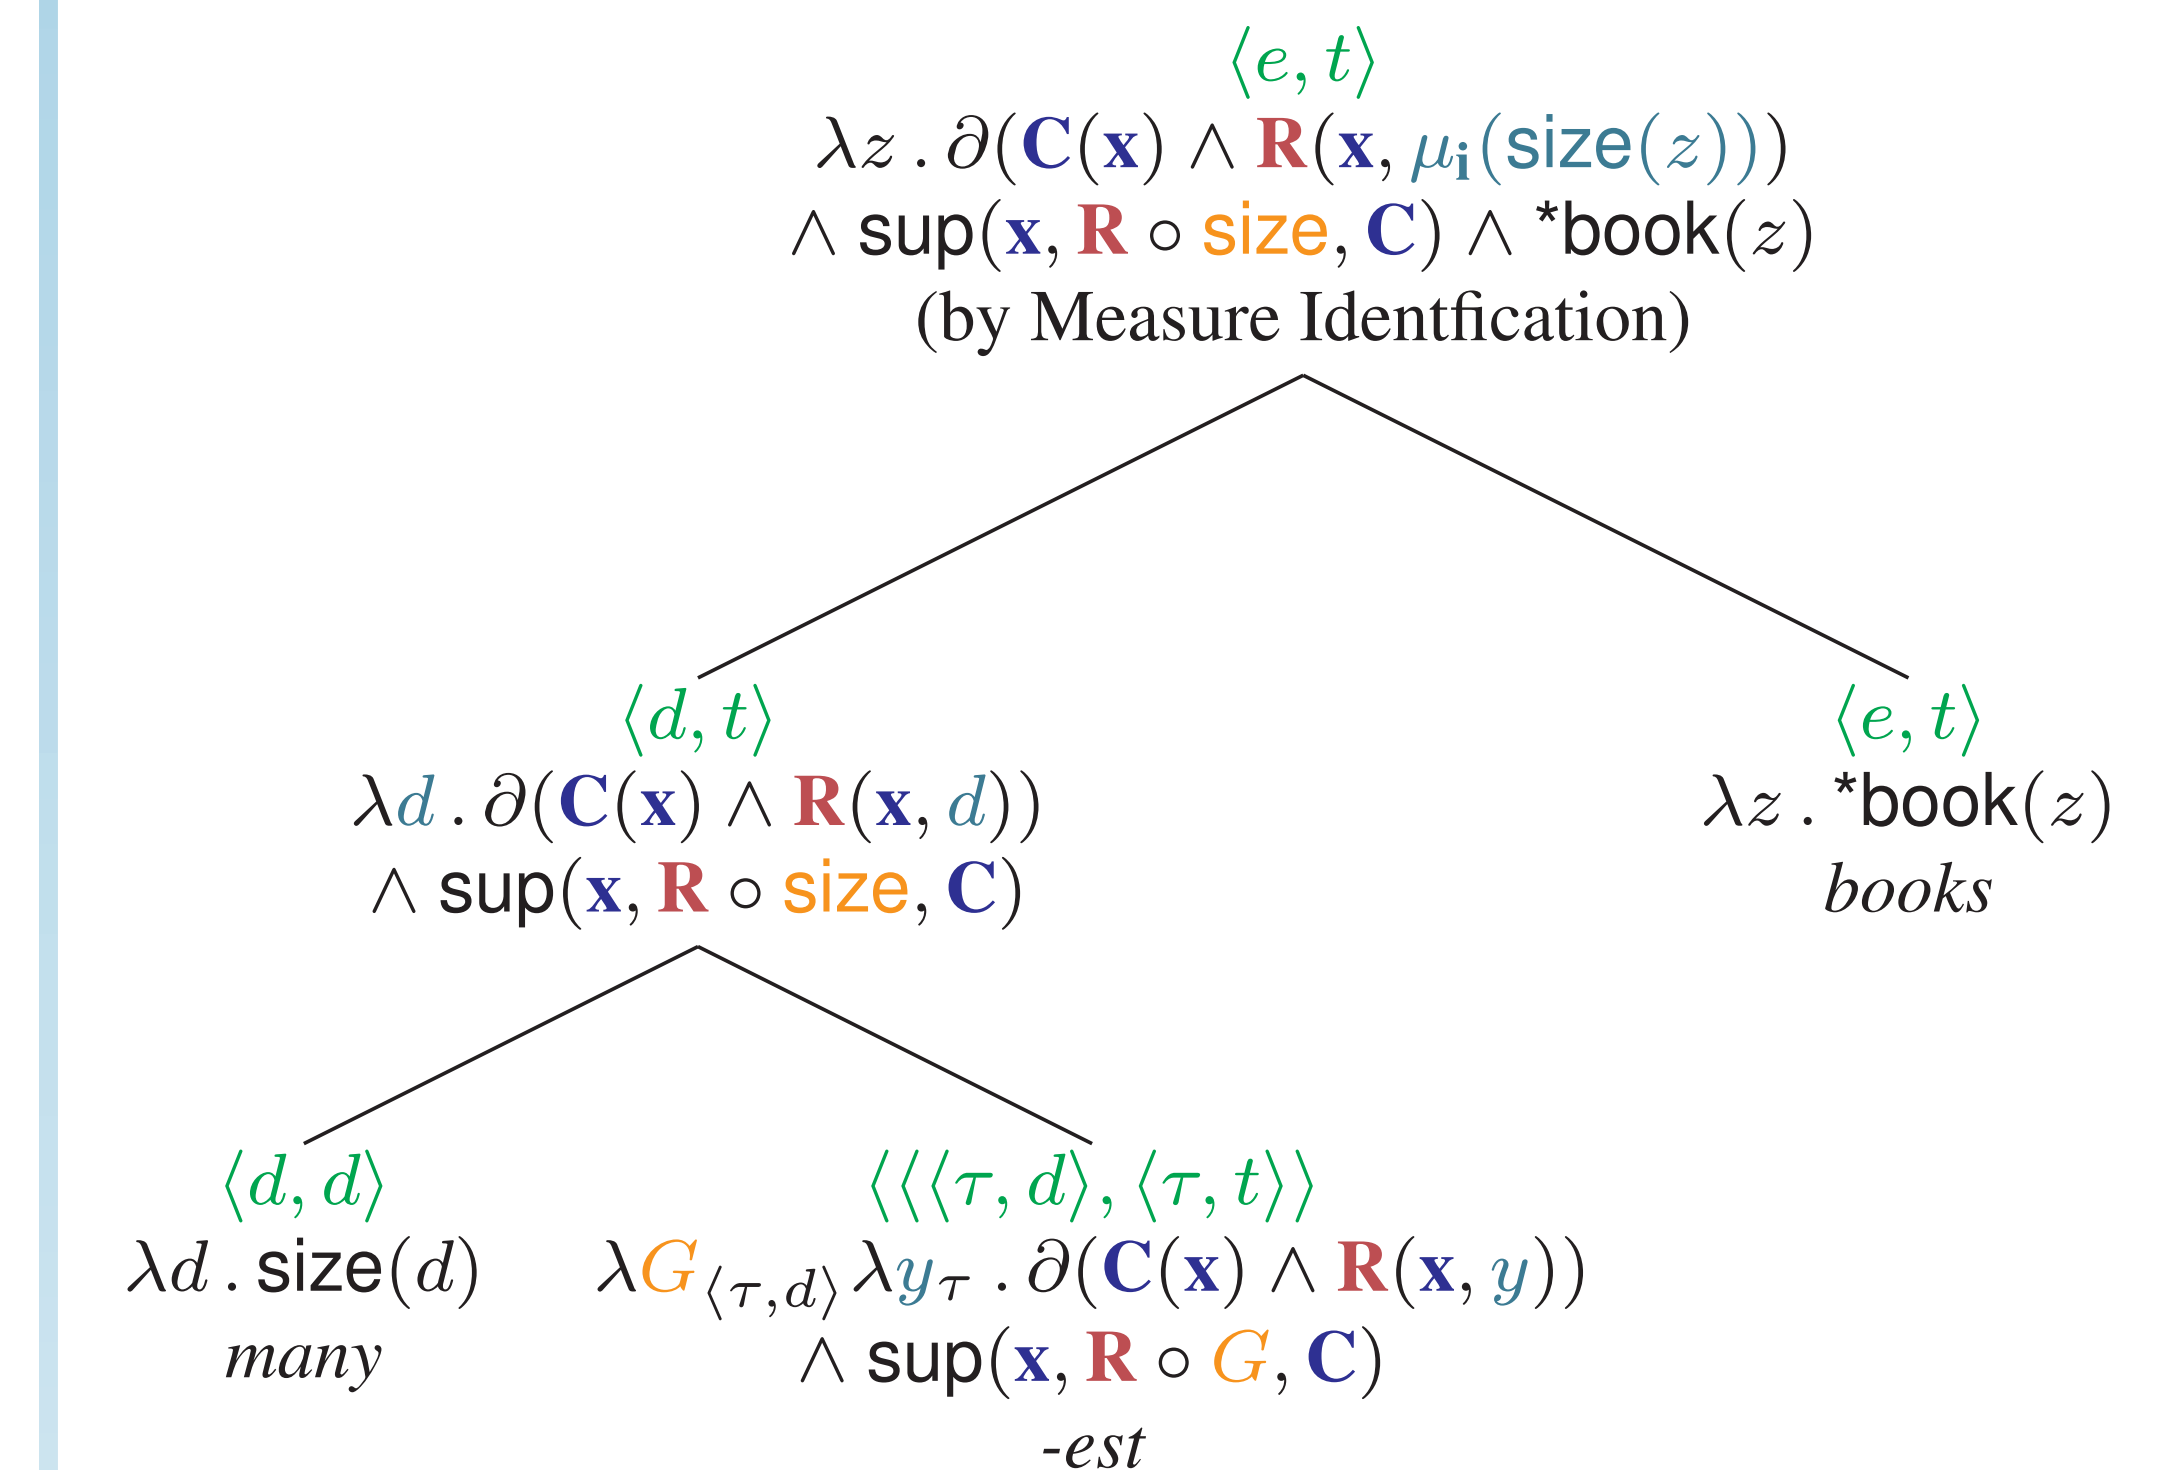 ⟨e, t⟩
λz . ∂(C(x) ∧ R(x, μᵢ(size(z))))
∧ sup(x, R ∘ size, C) ∧ *book(z)
(by Measure Identfication)
⟨d, t⟩
λd . ∂(C(x) ∧ R(x, d))
∧ sup(x, R ∘ size, C)
⟨e, t⟩
λz . *book(z)
books
⟨d, d⟩
λd . size(d)
many
⟨⟨⟨τ, d⟩, ⟨τ, t⟩⟩
λG⟨τ,d⟩ λyτ . ∂(C(x) ∧ R(x, y))
∧ sup(x, R ∘ G, C)
-est